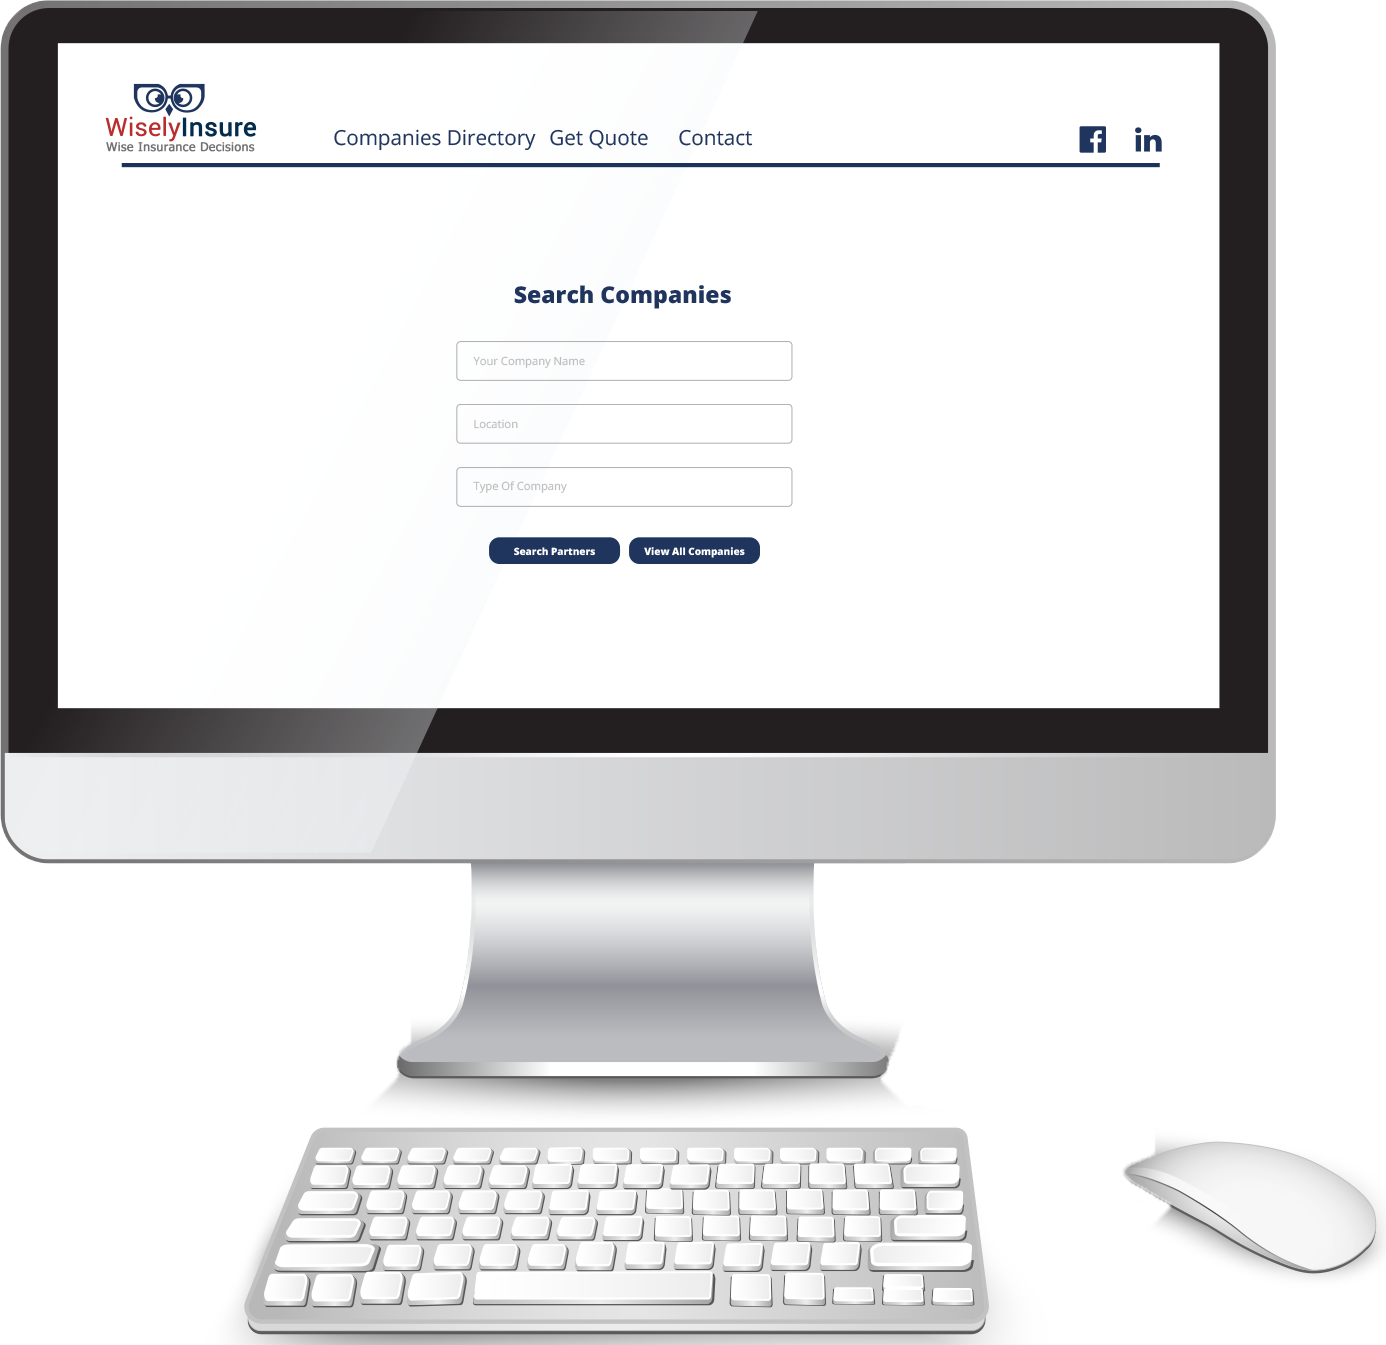 WiselyInsure
Wise Insurance Decisions
Companies Directory Get Quote Contact
Search Companies
Your Company Name
Location
Type Of Company
Search Partners View All Companies